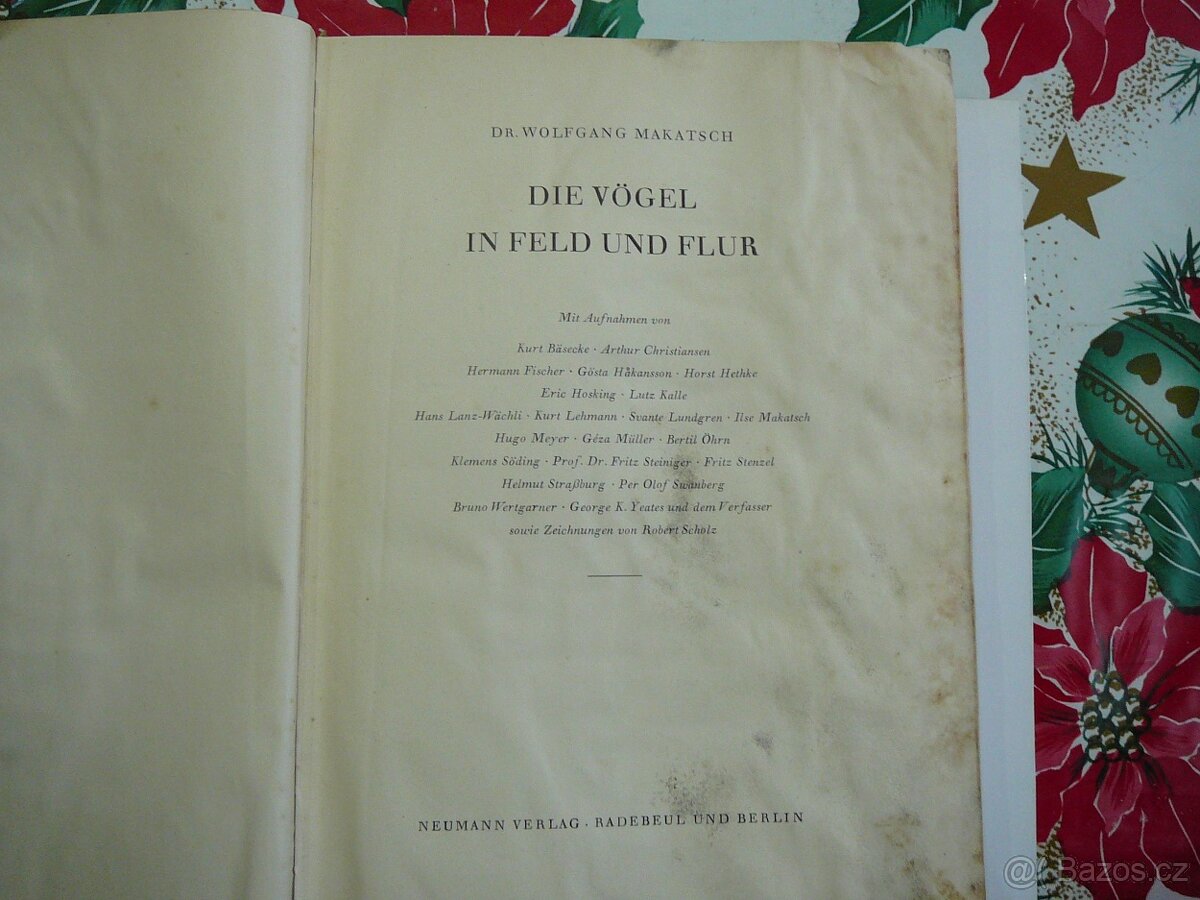 DR. WOLFGANG MAKATSCH
DIE VÖGEL
IN FELD UND FLUR
Mit Aufnahmen von
Kurt Bäsecke · Arthur Christiansen
Hermann Fischer · Gösta Håkansson · Horst Hethke
Eric Hosking · Lutz Kalle
Hans Lanz-Wächli · Kurt Lehmann · Svante Lundgren · Ilse Makatsch
Hugo Meyer · Géza Müller · Bertil Öhrn
Klemens Söding · Prof. Dr. Fritz Steiniger · Fritz Stenzel
Helmut Straßburg · Per Olof Swanberg
Bruno Wertgarner · George K. Yeates und dem Verfasser
sowie Zeichnungen von Robert Scholz
NEUMANN VERLAG · RADEBEUL UND BERLIN
@ Bazos.cz